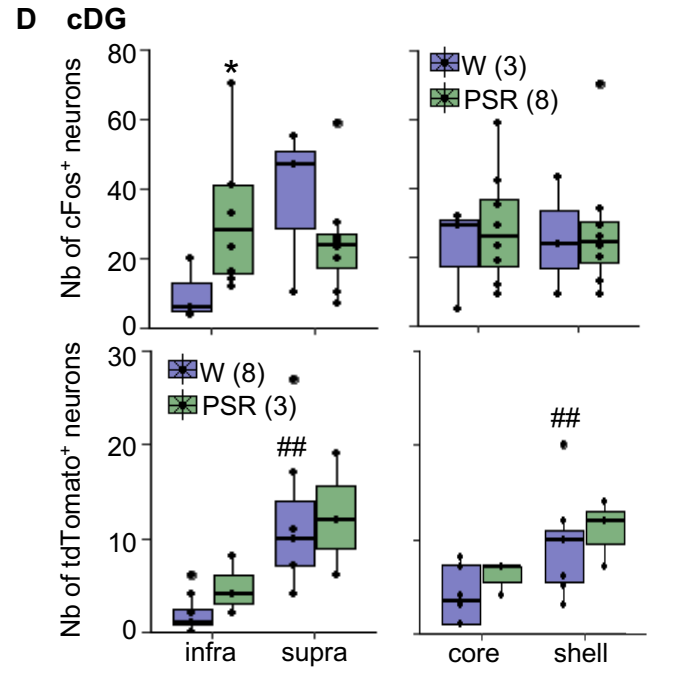 D cDG
Nb of cFos⁺ neurons
80
60
40
20
0
*
W (3)
PSR (8)
Nb of tdTomato⁺ neurons
30
20
10
0
W (8)
PSR (3)
##
##
infra supra
core shell